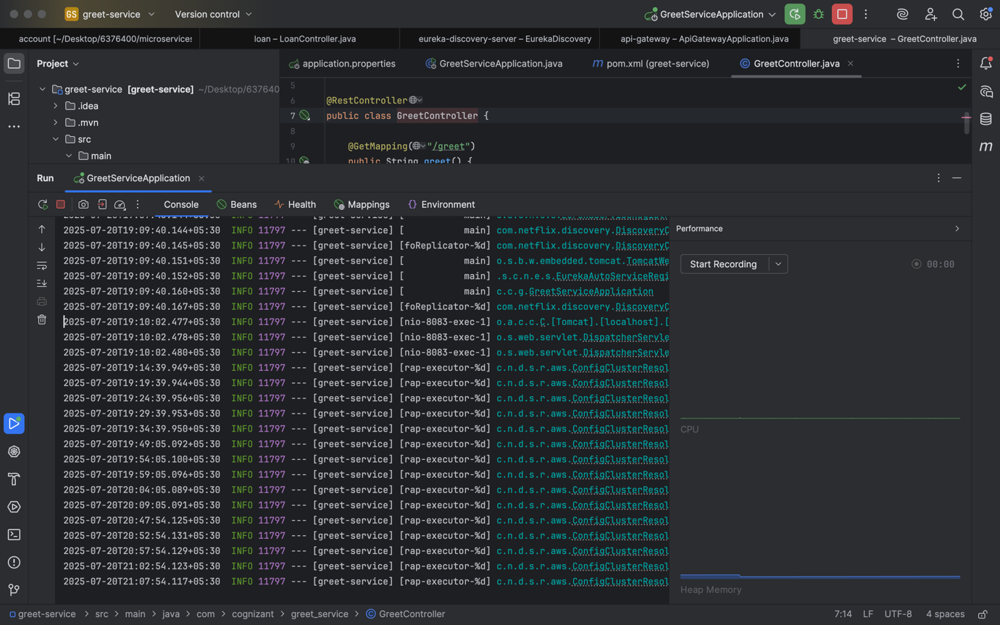 GS greet-service Version control GreetServiceApplication
account [~/Desktop/6376400/microservices loan – LoanController.java eureka-discovery-server – EurekaDiscovery api-gateway – ApiGatewayApplication.java greet-service – GreetController.java
Project application.properties GreetServiceApplication.java pom.xml (greet-service) GreetController.java
greet-service [greet-service] ~/Desktop/637640
.idea
.mvn
src
main
5
6 @RestController
7 public class GreetController {
8
9 @GetMapping("/greet")
10 public String greet() {
Run GreetServiceApplication
Console Beans Mappings Health Environment
2025-07-20T19:09:40.144+05:30 INFO 11797 --- [greet-service] [ main] com.netflix.discovery.DiscoveryC
2025-07-20T19:09:40.145+05:30 INFO 11797 --- [greet-service] [foReplicator-%d] com.netflix.discovery.DiscoveryC
2025-07-20T19:09:40.151+05:30 INFO 11797 --- [greet-service] [ main] o.s.b.w.embedded.tomcat.TomcatWe
2025-07-20T19:09:40.152+05:30 INFO 11797 --- [greet-service] [ main] .s.c.n.e.s.EurekaAutoServiceRegi
2025-07-20T19:09:40.160+05:30 INFO 11797 --- [greet-service] [ main] c.c.g.GreetServiceApplication
2025-07-20T19:09:40.167+05:30 INFO 11797 --- [greet-service] [foReplicator-%d] com.netflix.discovery.DiscoveryC
2025-07-20T19:10:02.477+05:30 INFO 11797 --- [greet-service] [nio-8083-exec-1] o.a.c.c.C.[Tomcat].[localhost].[
2025-07-20T19:10:02.478+05:30 INFO 11797 --- [greet-service] [nio-8083-exec-1] o.s.web.servlet.DispatcherServle
2025-07-20T19:10:02.480+05:30 INFO 11797 --- [greet-service] [nio-8083-exec-1] o.s.web.servlet.DispatcherServle
2025-07-20T19:14:39.949+05:30 INFO 11797 --- [greet-service] [rap-executor-%d] c.n.d.s.r.aws.ConfigClusterResol
2025-07-20T19:19:39.944+05:30 INFO 11797 --- [greet-service] [rap-executor-%d] c.n.d.s.r.aws.ConfigClusterResol
2025-07-20T19:24:39.956+05:30 INFO 11797 --- [greet-service] [rap-executor-%d] c.n.d.s.r.aws.ConfigClusterResol
2025-07-20T19:29:39.953+05:30 INFO 11797 --- [greet-service] [rap-executor-%d] c.n.d.s.r.aws.ConfigClusterResol
2025-07-20T19:34:39.950+05:30 INFO 11797 --- [greet-service] [rap-executor-%d] c.n.d.s.r.aws.ConfigClusterResol
2025-07-20T19:49:05.092+05:30 INFO 11797 --- [greet-service] [rap-executor-%d] c.n.d.s.r.aws.ConfigClusterResol
2025-07-20T19:54:05.100+05:30 INFO 11797 --- [greet-service] [rap-executor-%d] c.n.d.s.r.aws.ConfigClusterResol
2025-07-20T19:59:05.096+05:30 INFO 11797 --- [greet-service] [rap-executor-%d] c.n.d.s.r.aws.ConfigClusterResol
2025-07-20T20:04:05.089+05:30 INFO 11797 --- [greet-service] [rap-executor-%d] c.n.d.s.r.aws.ConfigClusterResol
2025-07-20T20:09:05.091+05:30 INFO 11797 --- [greet-service] [rap-executor-%d] c.n.d.s.r.aws.ConfigClusterResol
2025-07-20T20:47:54.125+05:30 INFO 11797 --- [greet-service] [rap-executor-%d] c.n.d.s.r.aws.ConfigClusterResol
2025-07-20T20:52:54.131+05:30 INFO 11797 --- [greet-service] [rap-executor-%d] c.n.d.s.r.aws.ConfigClusterResol
2025-07-20T20:57:54.129+05:30 INFO 11797 --- [greet-service] [rap-executor-%d] c.n.d.s.r.aws.ConfigClusterResol
2025-07-20T21:02:54.123+05:30 INFO 11797 --- [greet-service] [rap-executor-%d] c.n.d.s.r.aws.ConfigClusterResol
2025-07-20T21:07:54.117+05:30 INFO 11797 --- [greet-service] [rap-executor-%d] c.n.d.s.r.aws.ConfigClusterResol
Performance
Start Recording 00:00
CPU
Heap Memory
greet-service src main java com cognizant greet_service GreetController 7:14 LF UTF-8 4 spaces